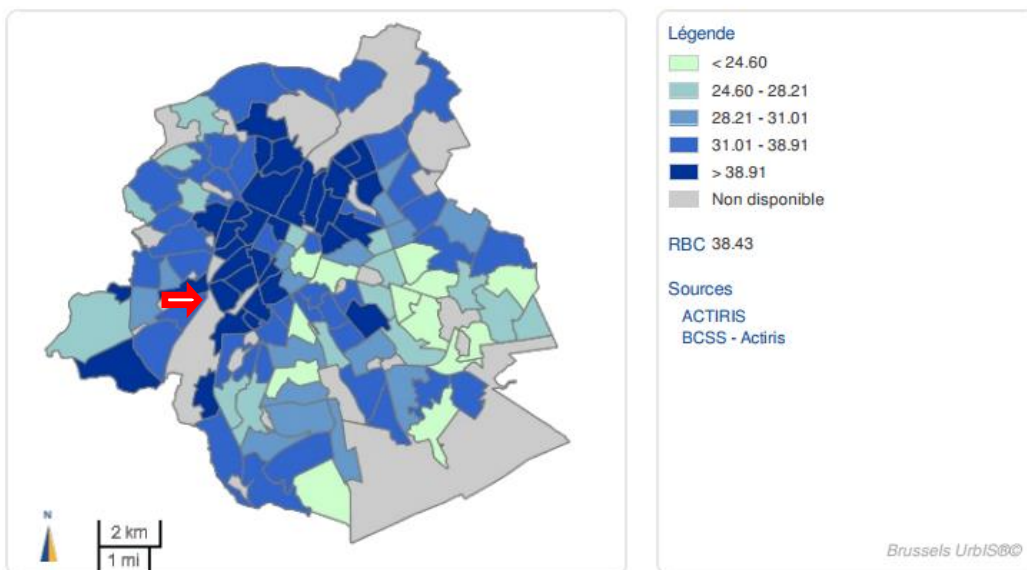 Légende
< 24.60
24.60 - 28.21
28.21 - 31.01
31.01 - 38.91
> 38.91
Non disponible
RBC 38.43
Sources
ACTIRIS
BCSS - Actiris
N
2 km
1 mi
Brussels UrbIS®©